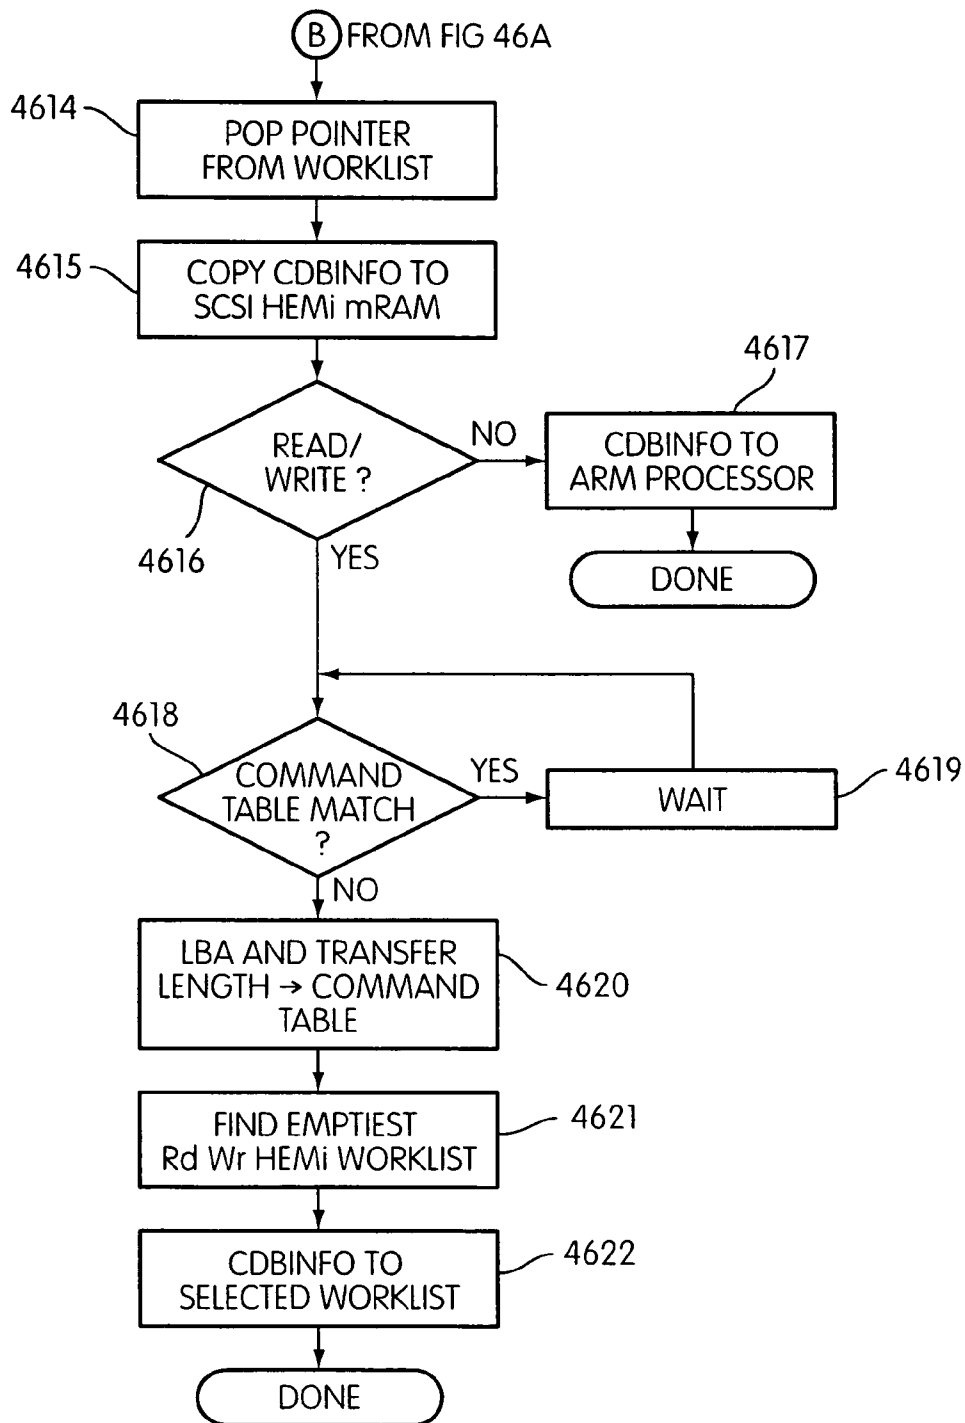 B FROM FIG 46A
4614
POP POINTER
FROM WORKLIST
4615
COPY CDBINFO TO
SCSI HEMi mRAM
4616
READ/
WRITE ?
NO
YES
4617
CDBINFO TO
ARM PROCESSOR
DONE
4618
COMMAND
TABLE MATCH
?
YES
NO
WAIT
4619
LBA AND TRANSFER
LENGTH → COMMAND
TABLE
4620
FIND EMPTIEST
Rd Wr HEMi WORKLIST
4621
CDBINFO TO
SELECTED WORKLIST
4622
DONE